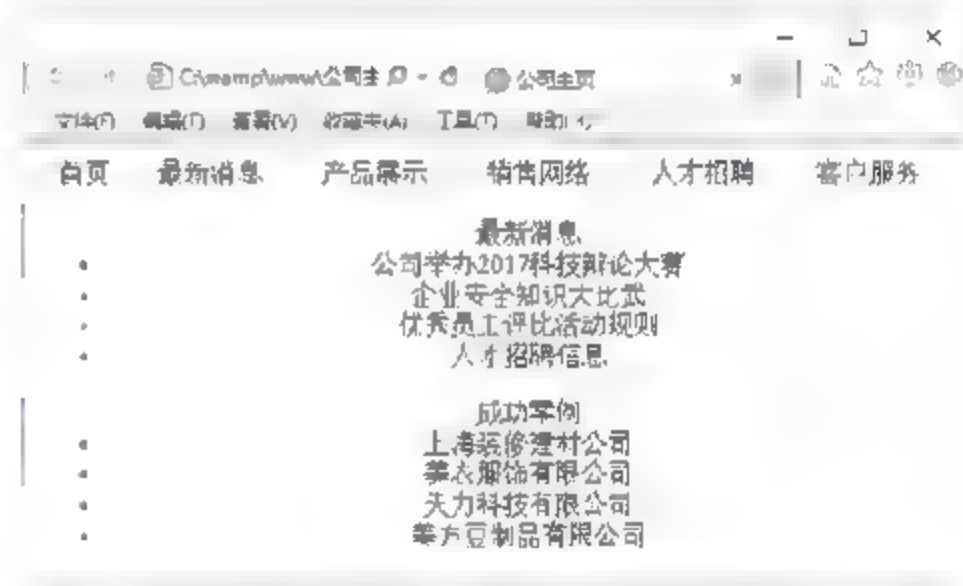 C:\wamp\www\公司主 公司主页
文件(F) 编辑(E) 查看(V) 收藏夹(A) 工具(T) 帮助(H)
首页 最新消息 产品展示 销售网络 人才招聘 客户服务
最新消息
公司举办2017科技辩论大赛
企业安全知识大比武
优秀员工评比活动规则
人才招聘信息
成功案例
上海装修建材公司
美衣服饰有限公司
天力科技有限公司
美方豆制品有限公司